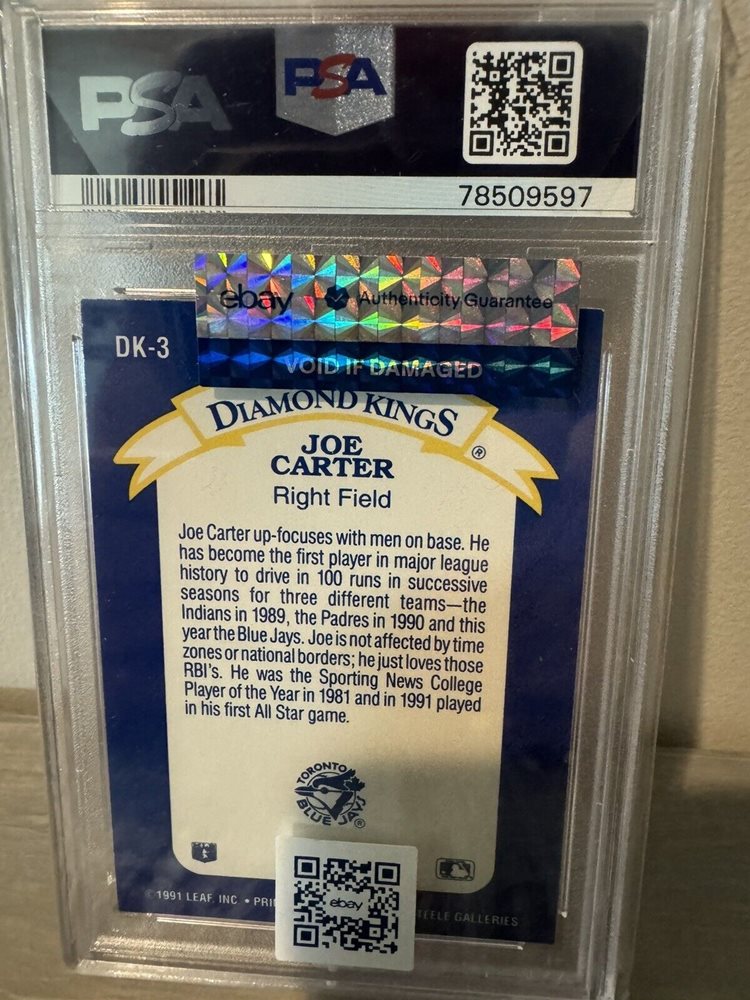 PSA
PSA
78509597
ebay Authenticity Guarantee
VOID IF DAMAGED
DK-3
DIAMOND KINGS
®
JOE
CARTER
Right Field
Joe Carter up-focuses with men on base. He
has become the first player in major league
history to drive in 100 runs in successive
seasons for three different teams—the
Indians in 1989, the Padres in 1990 and this
year the Blue Jays. Joe is not affected by time
zones or national borders; he just loves those
RBI's. He was the Sporting News College
Player of the Year in 1981 and in 1991 played
in his first All Star game.
TORONTO
BLUE JAYS
®
ebay
©1991 LEAF, INC • PRI
GALLERIES